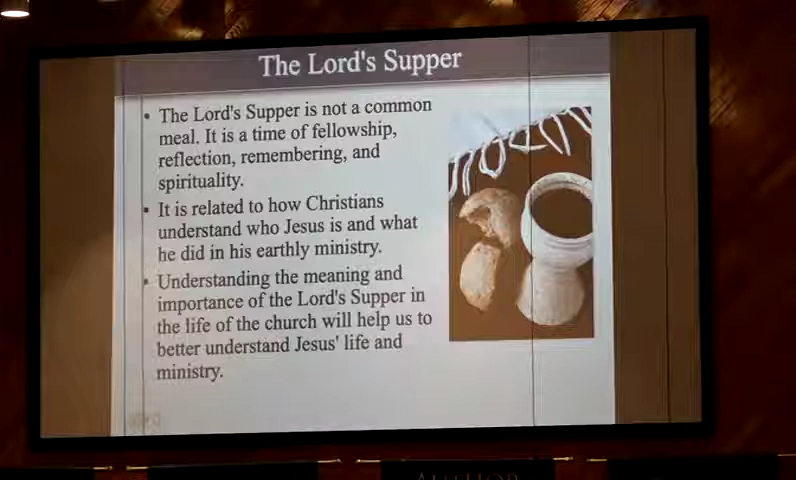 The Lord's Supper
• The Lord's Supper is not a common
meal. It is a time of fellowship,
reflection, remembering, and
spirituality.
• It is related to how Christians
understand who Jesus is and what
he did in his earthly ministry.
• Understanding the meaning and
importance of the Lord's Supper in
the life of the church will help us to
better understand Jesus' life and
ministry.
AUTHOR